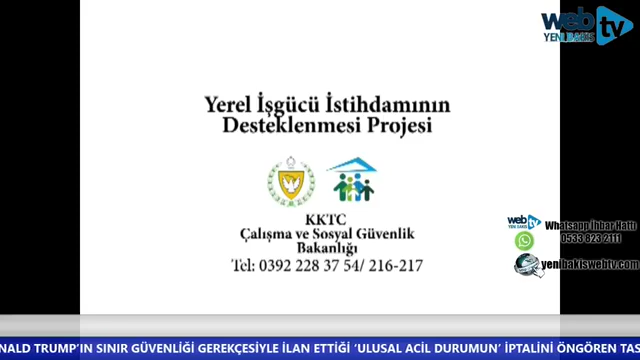 web tv
YENİ BAKIŞ
Yerel İşgücü İstihdamının
Desteklenmesi Projesi
KKTC
Çalışma ve Sosyal Güvenlik
Bakanlığı
Tel: 0392 228 37 54/ 216-217
web tv
YENİ BAKIŞ
Whatsapp İhbar Hattı
0533 823 2111
yenibakiswebtv.com
NALD TRUMP'IN SINIR GÜVENLİĞİ GEREKÇESİYLE İLAN ETTİĞİ 'ULUSAL ACİL DURUMUN' İPTALİNİ ÖNGÖREN TAS